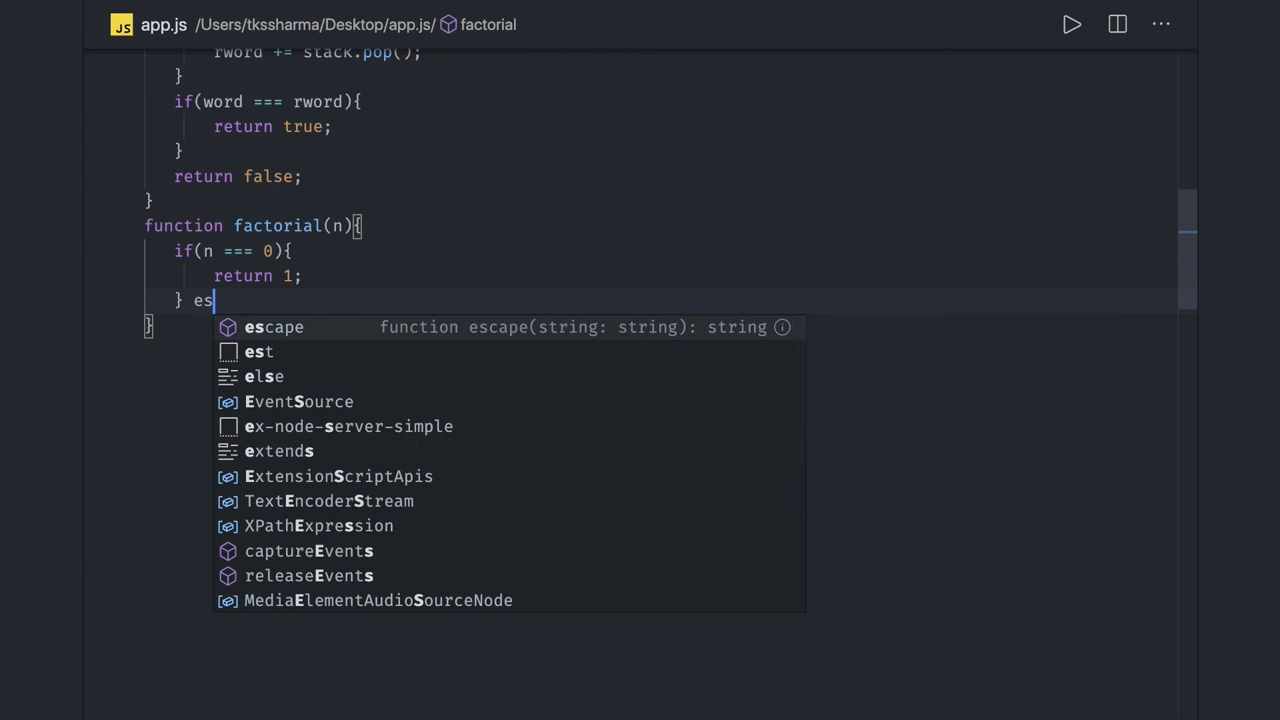 JS app.js /Users/tkssharma/Desktop/app.js/ factorial ...
rword += stack.pop();
}
if(word === rword){
return true;
}
return false;
}
function factorial(n){
if(n === 0){
return 1;
} es
}
escape function escape(string: string): string
est
else
EventSource
ex-node-server-simple
extends
ExtensionScriptApis
TextEncoderStream
XPathExpression
captureEvents
releaseEvents
MediaElementAudioSourceNode